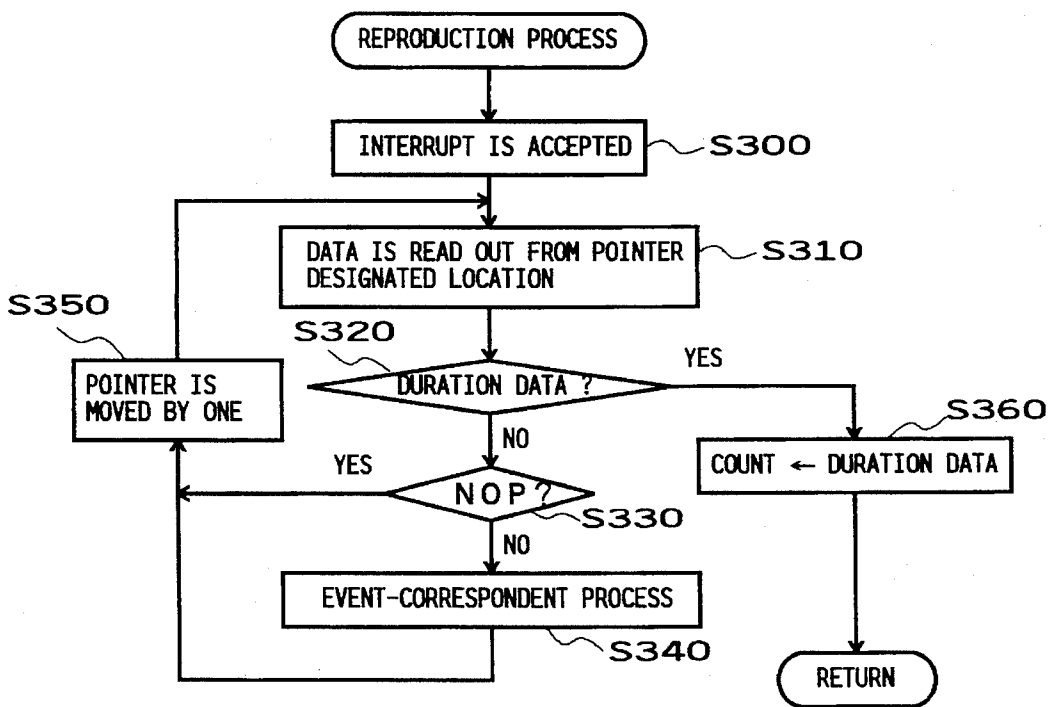 REPRODUCTION PROCESS
INTERRUPT IS ACCEPTED
S300
DATA IS READ OUT FROM POINTER
DESIGNATED LOCATION
S310
S350
POINTER IS
MOVED BY ONE
S320
DURATION DATA ?
YES
NO
S360
COUNT ← DURATION DATA
YES
NOP?
S330
NO
EVENT-CORRESPONDENT PROCESS
S340
RETURN